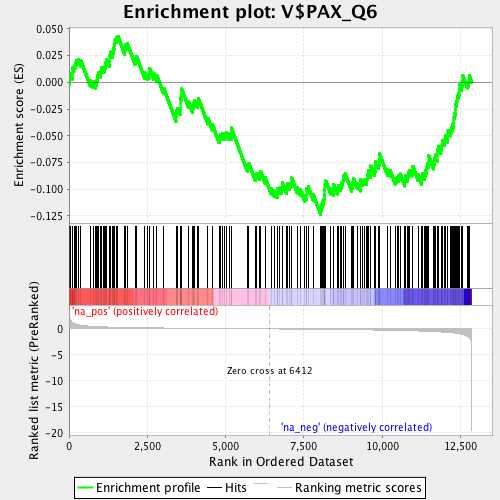 Enrichment plot: V$PAX_Q6
Enrichment score (ES)
0.050
0.025
0.000
-0.025
-0.050
-0.075
-0.100
-0.125
Ranked list metric (PreRanked)
'na_pos' (positively correlated)
0
-5
-10
-15
-20
Zero cross at 6412
'na_neg' (negatively correlated)
0 2,500 5,000 7,500 10,000 12,500
Rank in Ordered Dataset
Enrichment profile Hits Ranking metric scores